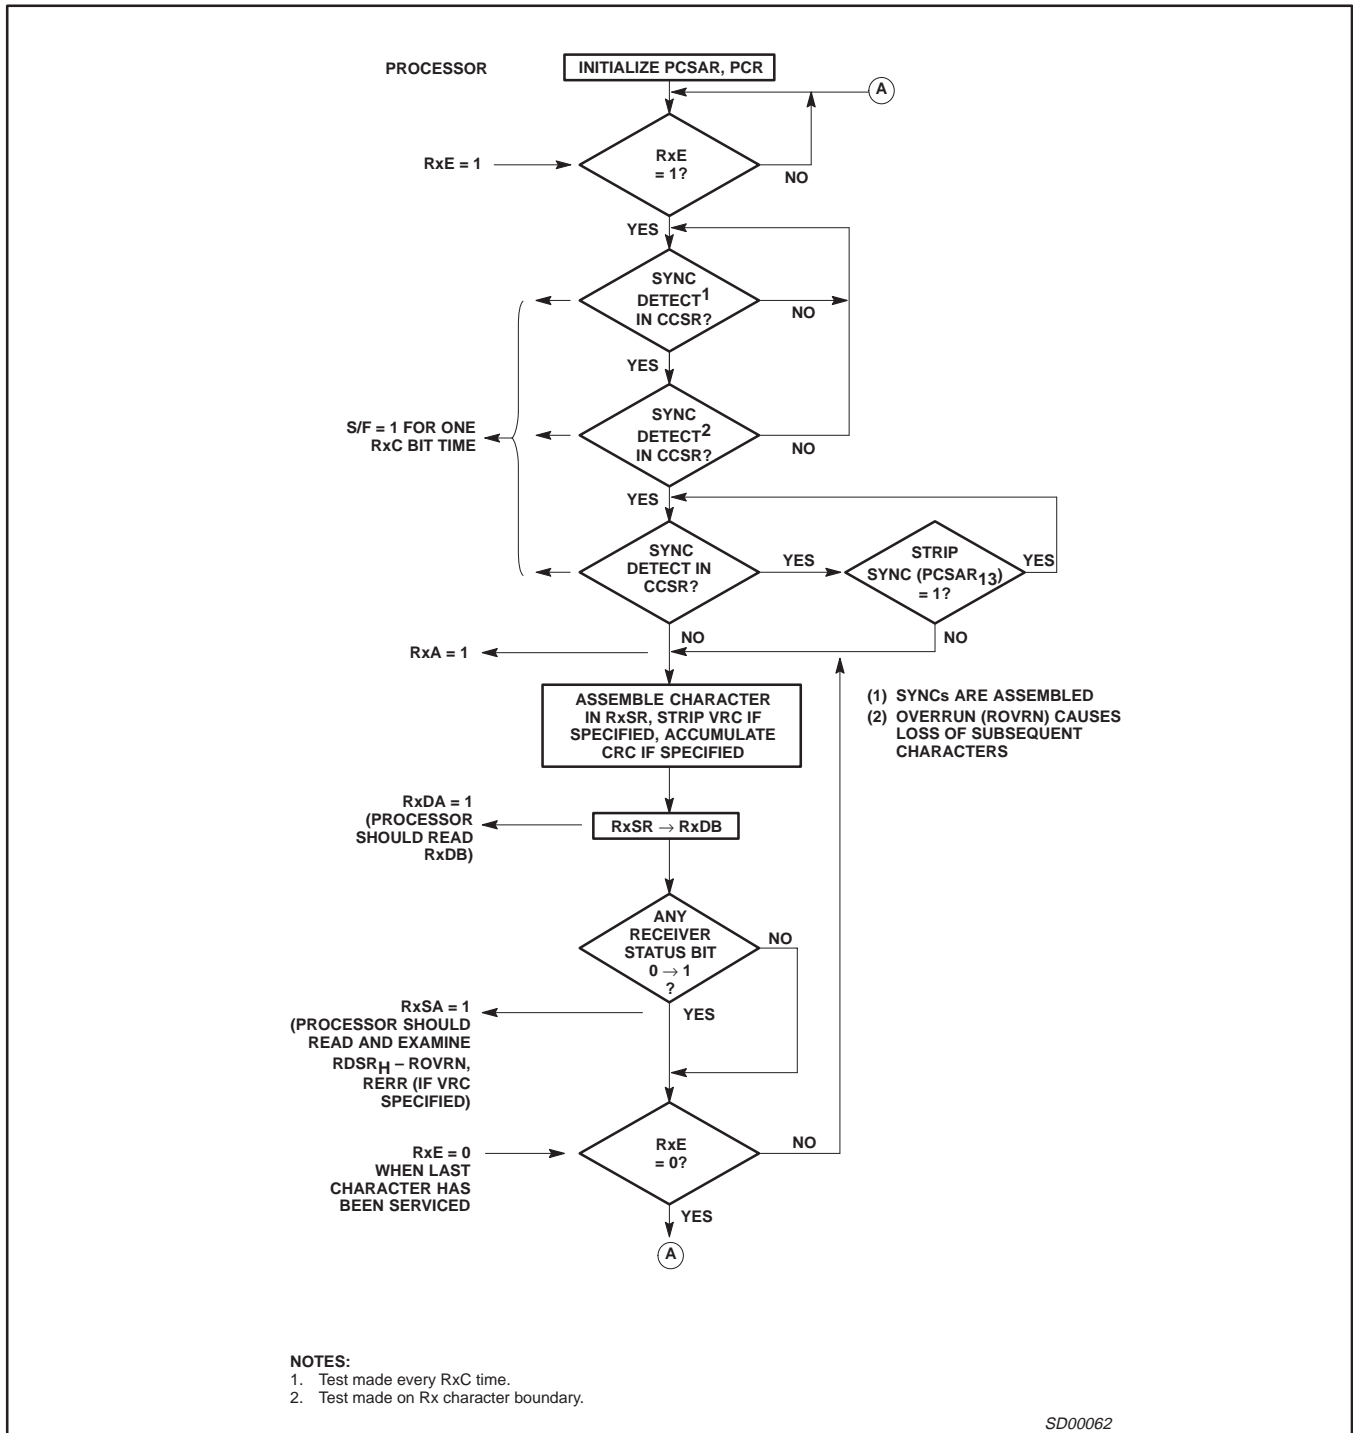 PROCESSOR
INITIALIZE PCSAR, PCR
A
RxE = 1
RxE
= 1?
NO
YES
SYNC
DETECT1
IN CCSR?
NO
YES
S/F = 1 FOR ONE
RxC BIT TIME
SYNC
DETECT2
IN CCSR?
NO
YES
SYNC
DETECT IN
CCSR?
YES
STRIP
SYNC (PCSAR13)
= 1?
YES
NO
NO
RxA = 1
ASSEMBLE CHARACTER
IN RxSR, STRIP VRC IF
SPECIFIED, ACCUMULATE
CRC IF SPECIFIED
(1) SYNCs ARE ASSEMBLED
(2) OVERRUN (ROVRN) CAUSES
LOSS OF SUBSEQUENT
CHARACTERS
RxDA = 1
(PROCESSOR
SHOULD READ
RxDB)
RxSR → RxDB
ANY
RECEIVER
STATUS BIT
0 → 1
?
NO
YES
RxSA = 1
(PROCESSOR SHOULD
READ AND EXAMINE
RDSRH – ROVRN,
RERR (IF VRC
SPECIFIED)
RxE = 0
WHEN LAST
CHARACTER HAS
BEEN SERVICED
RxE
= 0?
NO
YES
A
NOTES:
1. Test made every RxC time.
2. Test made on Rx character boundary.
SD00062